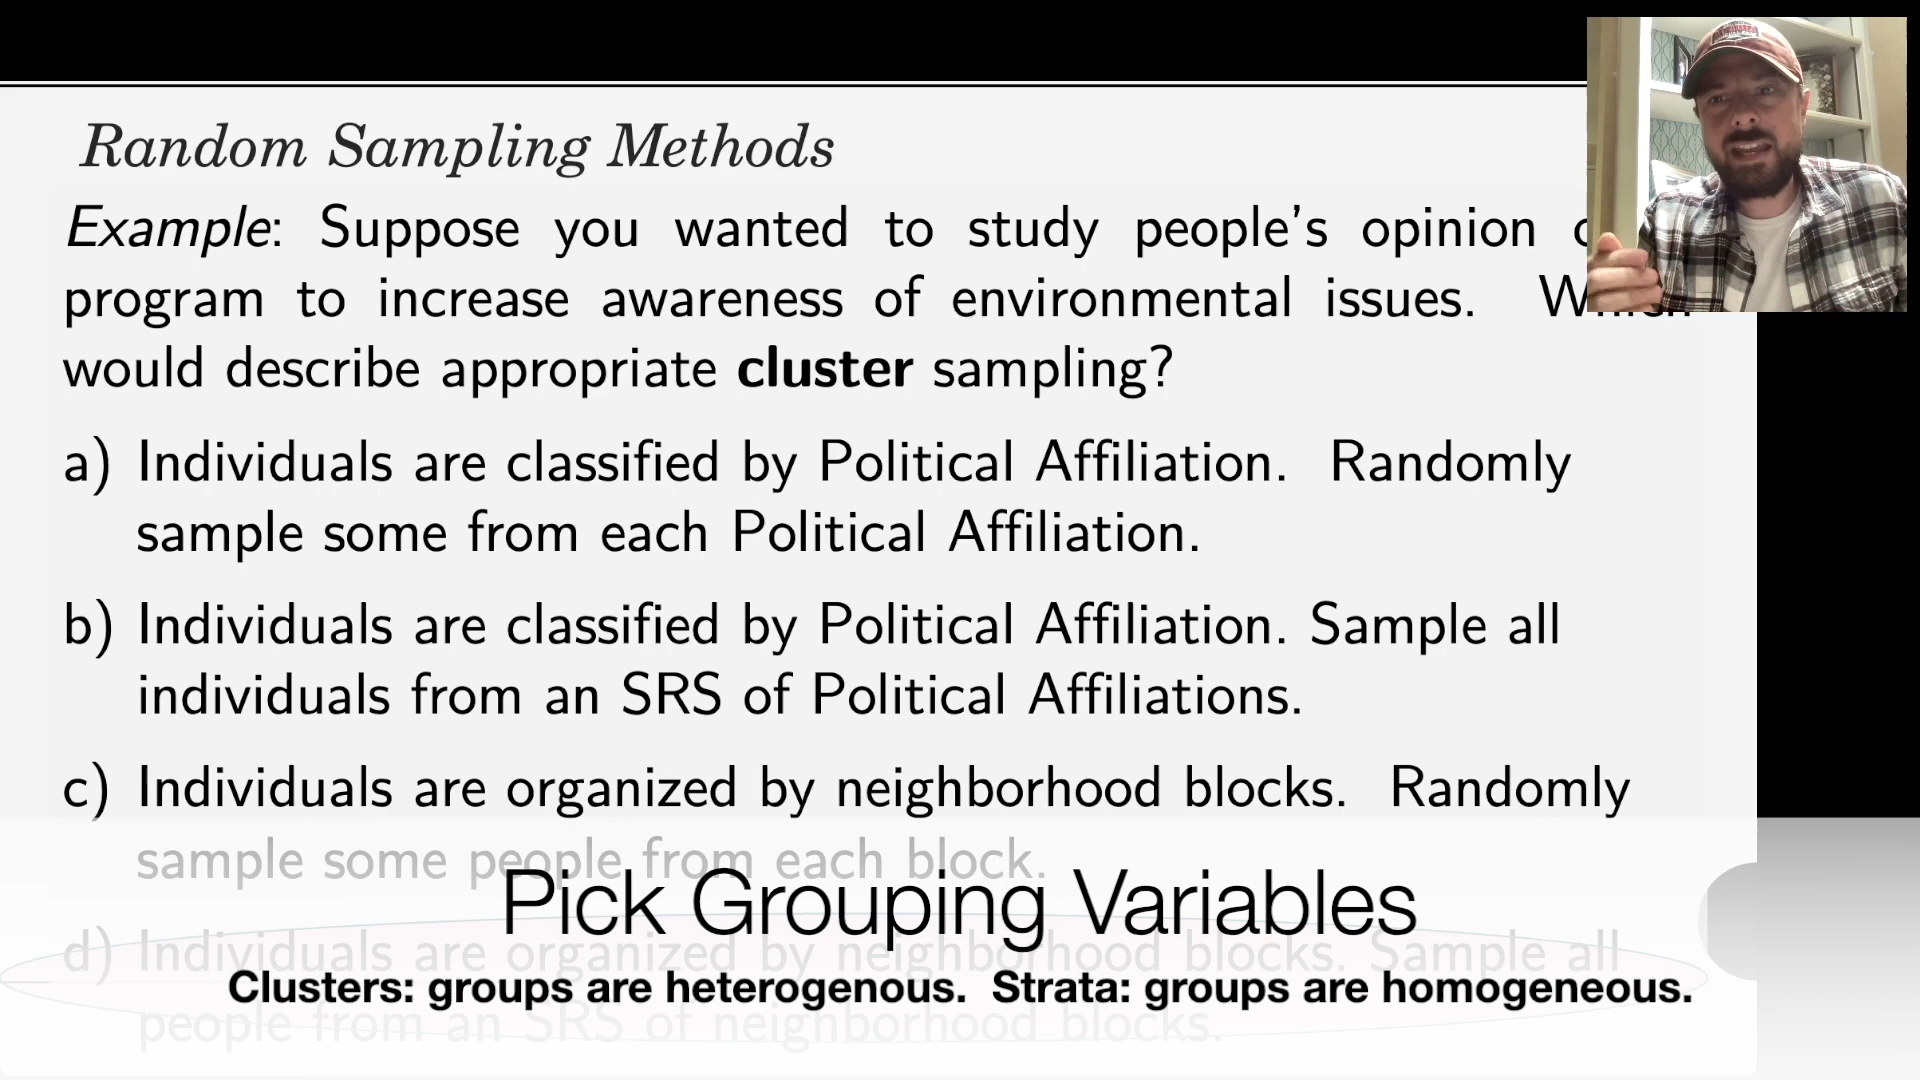 Random Sampling Methods
Example: Suppose you wanted to study people's opinion
program to increase awareness of environmental issues.
would describe appropriate cluster sampling?
a) Individuals are classified by Political Affiliation. Randomly
sample some from each Political Affiliation.
b) Individuals are classified by Political Affiliation. Sample all
individuals from an SRS of Political Affiliations.
c) Individuals are organized by neighborhood blocks. Randomly
sample some people from each block.
Pick Grouping Variables
d) Individuals are organized by neighborhood blocks. Sample all
Clusters: groups are heterogenous. Strata: groups are homogeneous.
people from an SRS of neighborhood blocks.